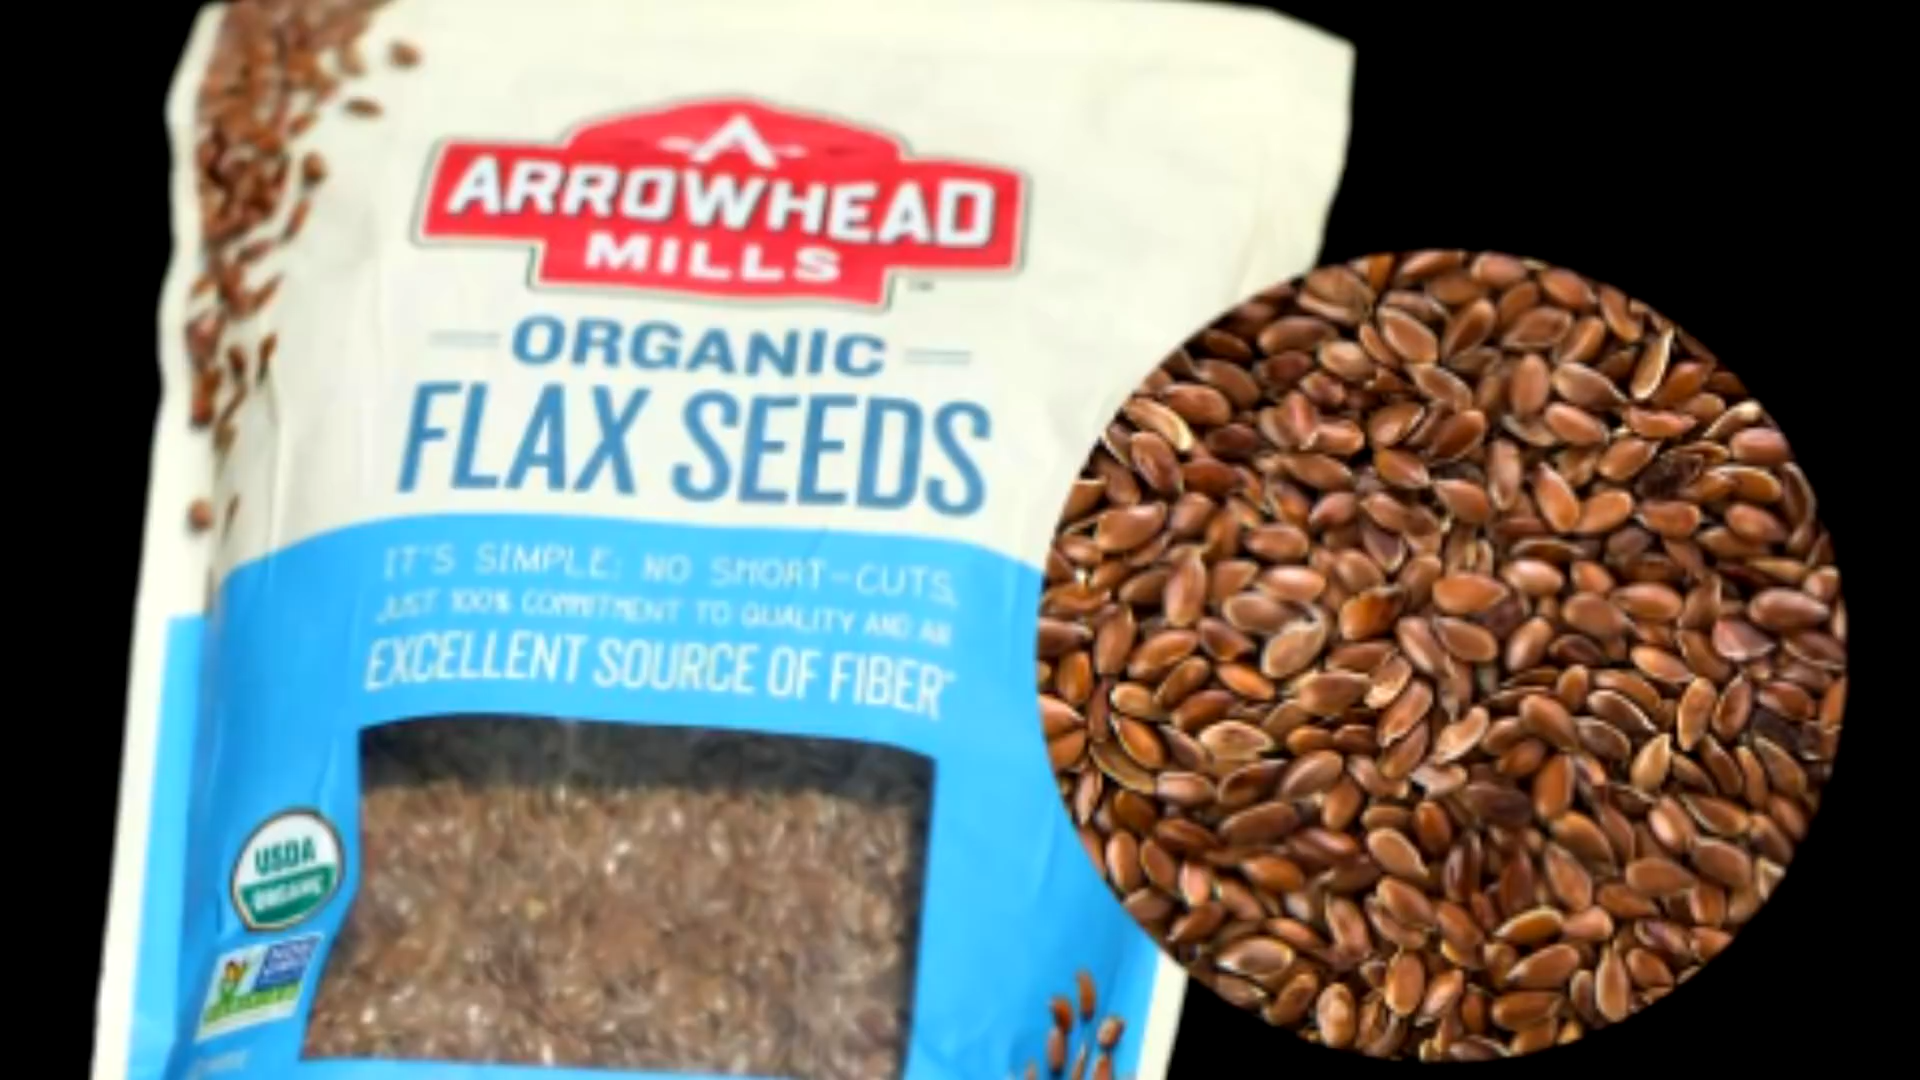 ARROWHEAD
MILLS
ORGANIC
FLAX SEEDS
IT'S SIMPLE: NO SHORT-CUTS,
JUST 100% COMMITMENT TO QUALITY AND AN
EXCELLENT SOURCE OF FIBER*
USDA
ORGANIC